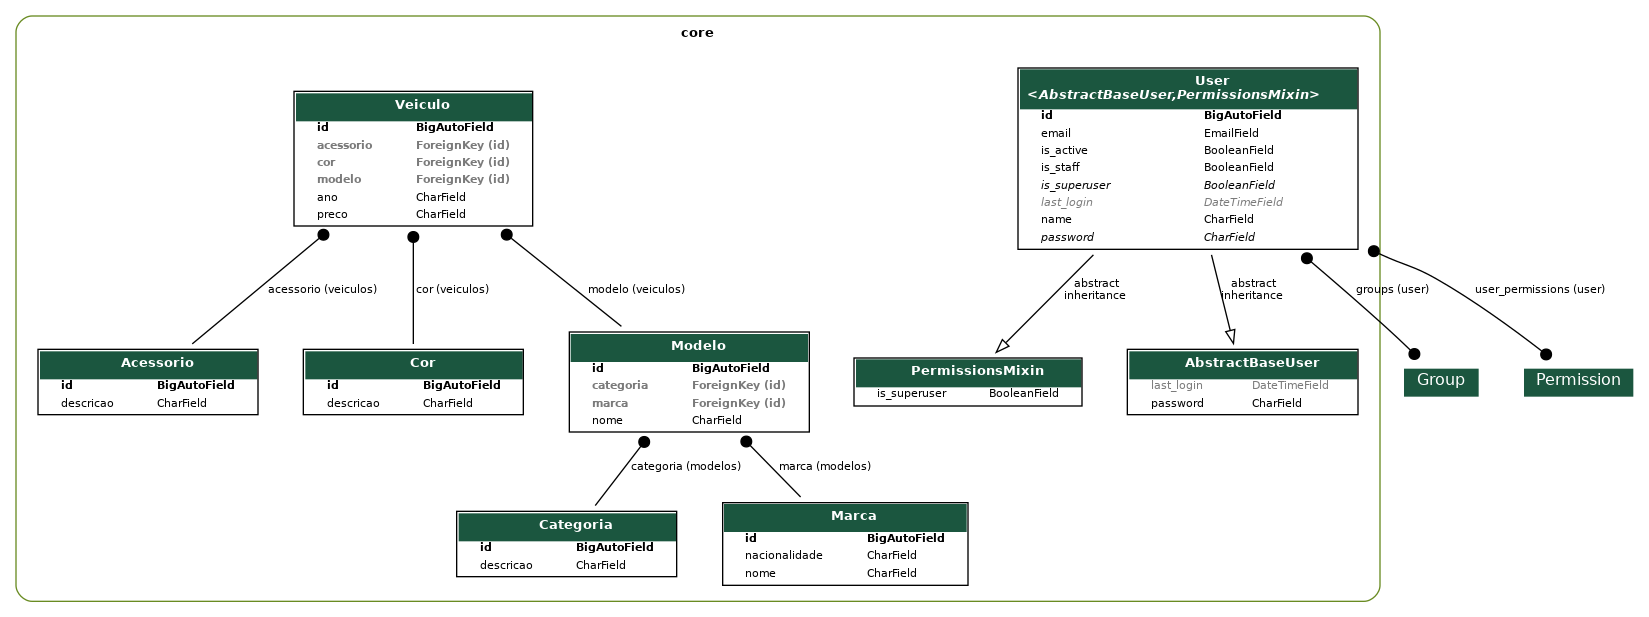 core
Veiculo
id BigAutoField
acessorio ForeignKey (id)
cor ForeignKey (id)
modelo ForeignKey (id)
ano CharField
preco CharField
User
<AbstractBaseUser,PermissionsMixin>
id BigAutoField
email EmailField
is_active BooleanField
is_staff BooleanField
is_superuser BooleanField
last_login DateTimeField
name CharField
password CharField
acessorio (veiculos)
cor (veiculos)
modelo (veiculos)
abstract
inheritance
abstract
inheritance
groups (user)
user_permissions (user)
Acessorio
id BigAutoField
descricao CharField
Cor
id BigAutoField
descricao CharField
Modelo
id BigAutoField
categoria ForeignKey (id)
marca ForeignKey (id)
nome CharField
PermissionsMixin
is_superuser BooleanField
AbstractBaseUser
last_login DateTimeField
password CharField
Group
Permission
categoria (modelos)
marca (modelos)
Categoria
id BigAutoField
descricao CharField
Marca
id BigAutoField
nacionalidade CharField
nome CharField